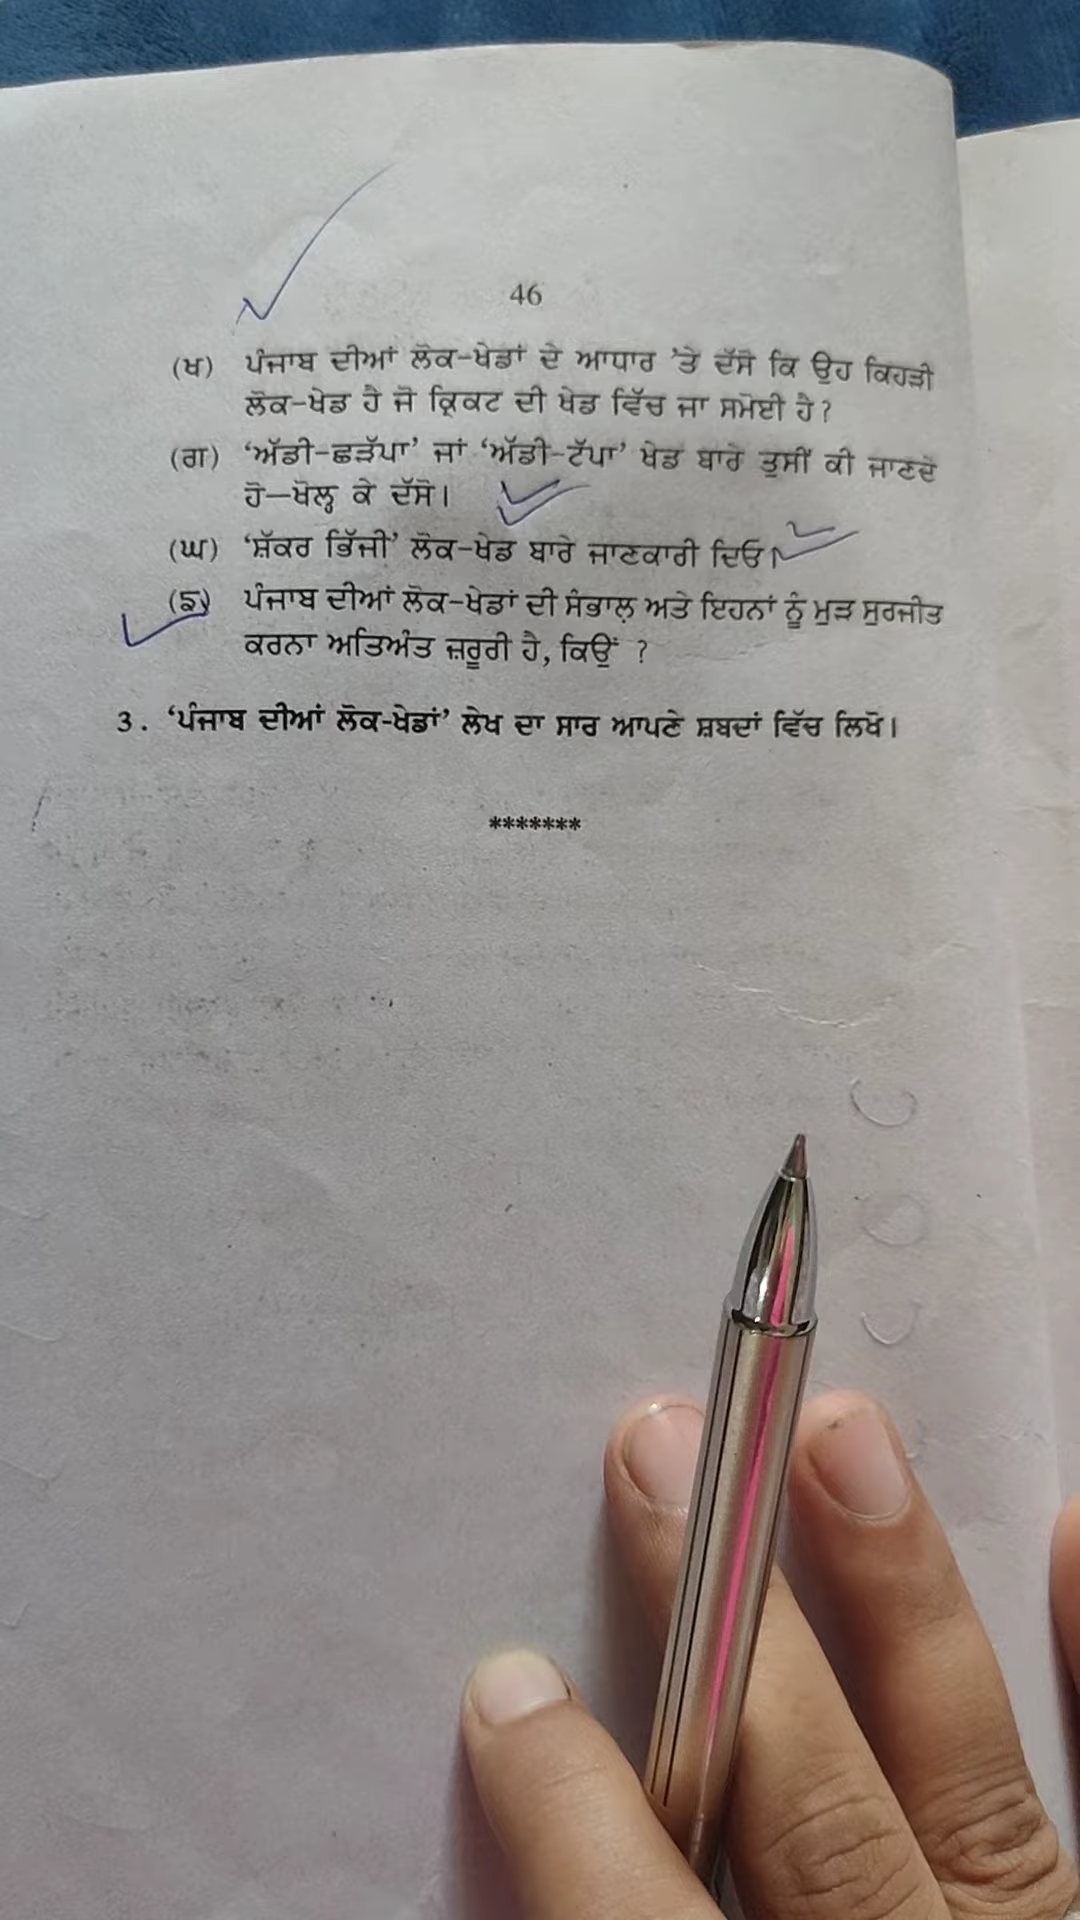 46
(ਖ) ਪੰਜਾਬ ਦੀਆਂ ਲੋਕ-ਖੇਡਾਂ ਦੇ ਆਧਾਰ 'ਤੇ ਦੱਸੋ ਕਿ ਉਹ ਕਿਹੜੀ
ਲੋਕ-ਖੇਡ ਹੈ ਜੋ ਕ੍ਰਿਕਟ ਦੀ ਖੇਡ ਵਿੱਚ ਜਾ ਸਮੋਈ ਹੈ?
(ਗ) 'ਅੱਡੀ-ਛੜੱਪਾ' ਜਾਂ 'ਅੱਡੀ-ਟੱਪਾ' ਖੇਡ ਬਾਰੇ ਤੁਸੀਂ ਕੀ ਜਾਣਦੇ
ਹੋ—ਖੋਲ੍ਹ ਕੇ ਦੱਸੋ।
(ਘ) 'ਸ਼ੱਕਰ ਭਿੱਜੀ' ਲੋਕ-ਖੇਡ ਬਾਰੇ ਜਾਣਕਾਰੀ ਦਿਓ।
(ਙ) ਪੰਜਾਬ ਦੀਆਂ ਲੋਕ-ਖੇਡਾਂ ਦੀ ਸੰਭਾਲ਼ ਅਤੇ ਇਹਨਾਂ ਨੂੰ ਮੁੜ ਸੁਰਜੀਤ
ਕਰਨਾ ਅਤਿਅੰਤ ਜ਼ਰੂਰੀ ਹੈ, ਕਿਉਂ ?
3. 'ਪੰਜਾਬ ਦੀਆਂ ਲੋਕ-ਖੇਡਾਂ' ਲੇਖ ਦਾ ਸਾਰ ਆਪਣੇ ਸ਼ਬਦਾਂ ਵਿੱਚ ਲਿਖੋ।
*******